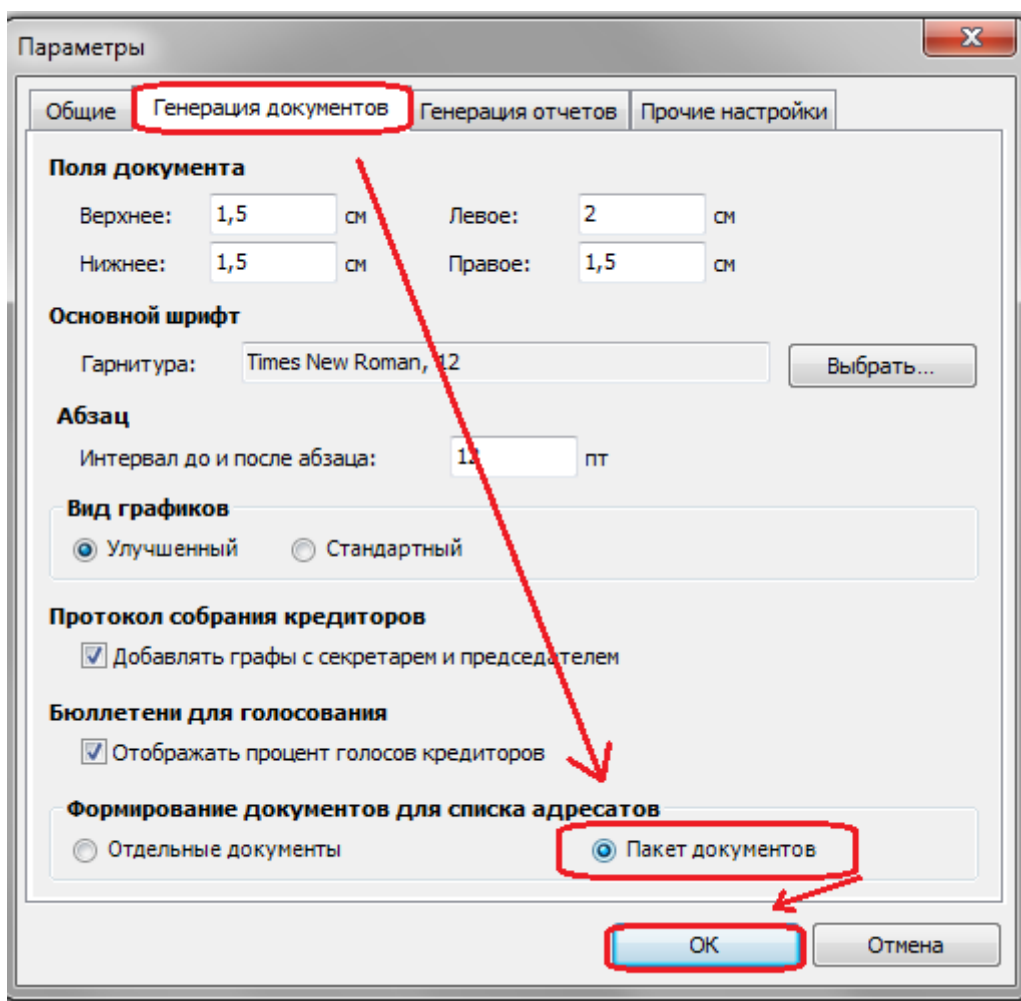 Параметры
Общие Генерация документов Генерация отчетов Прочие настройки
Поля документа
Верхнее: 1,5 см Левое: 2 см
Нижнее: 1,5 см Правое: 1,5 см
Основной шрифт
Гарнитура: Times New Roman, 12 Выбрать...
Абзац
Интервал до и после абзаца: 12 пт
Вид графиков
Улучшенный Стандартный
Протокол собрания кредиторов
Добавлять графы с секретарем и председателем
Бюллетени для голосования
Отображать процент голосов кредиторов
Формирование документов для списка адресатов
Отдельные документы Пакет документов
ОК Отмена